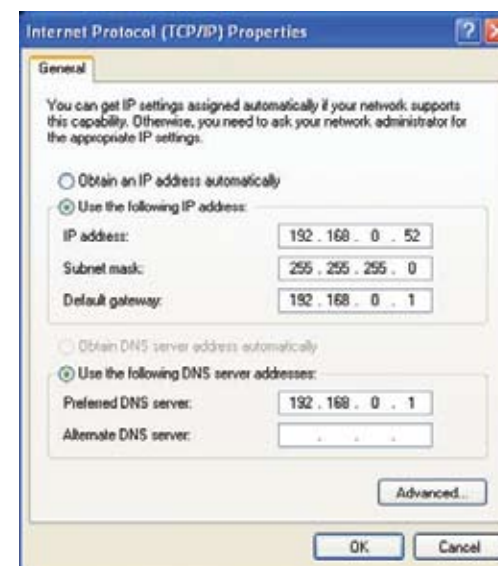 Internet Protocol (TCP/IP) Properties
General
You can get IP settings assigned automatically if your network supports
this capability. Otherwise, you need to ask your network administrator for
the appropriate IP settings.
Obtain an IP address automatically
Use the following IP address:
IP address: 192 . 168 . 0 . 52
Subnet mask: 255 . 255 . 255 . 0
Default gateway: 192 . 168 . 0 . 1
Obtain DNS server address automatically
Use the following DNS server addresses:
Preferred DNS server: 192 . 168 . 0 . 1
Alternate DNS server: . . .
Advanced...
OK Cancel